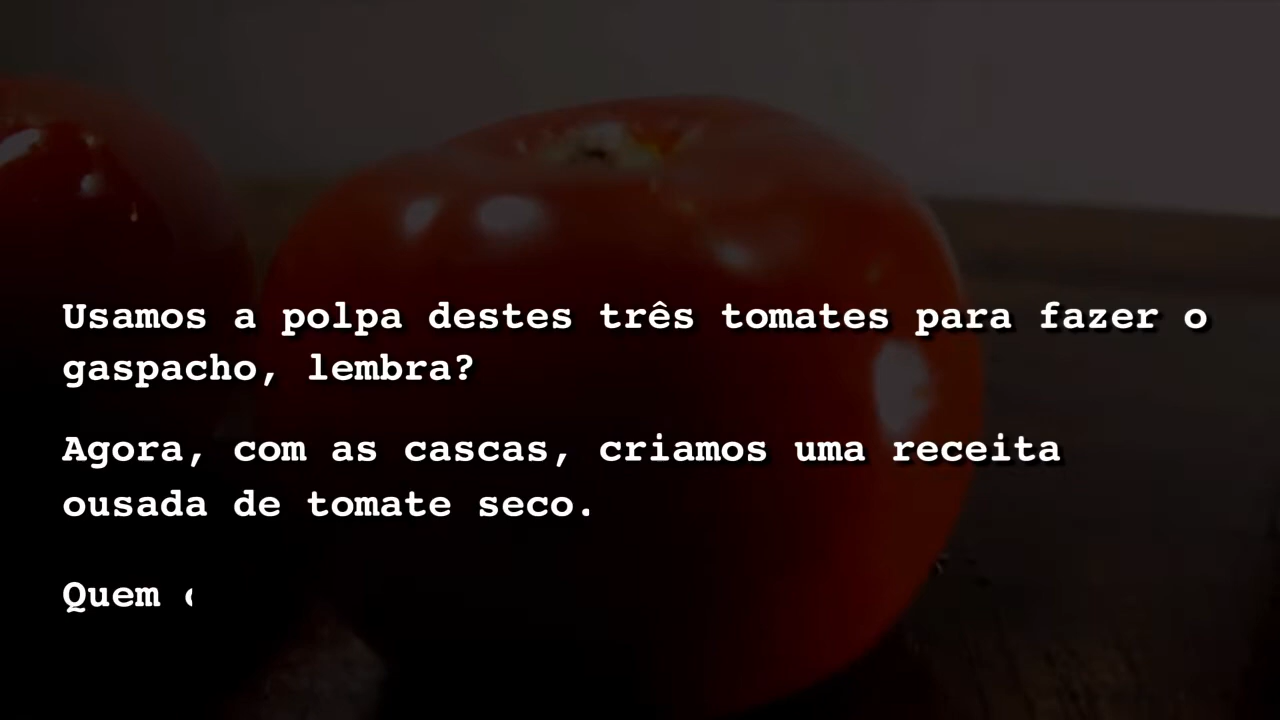 Usamos a polpa destes três tomates para fazer o
gaspacho, lembra?
Agora, com as cascas, criamos uma receita
ousada de tomate seco.
Quem